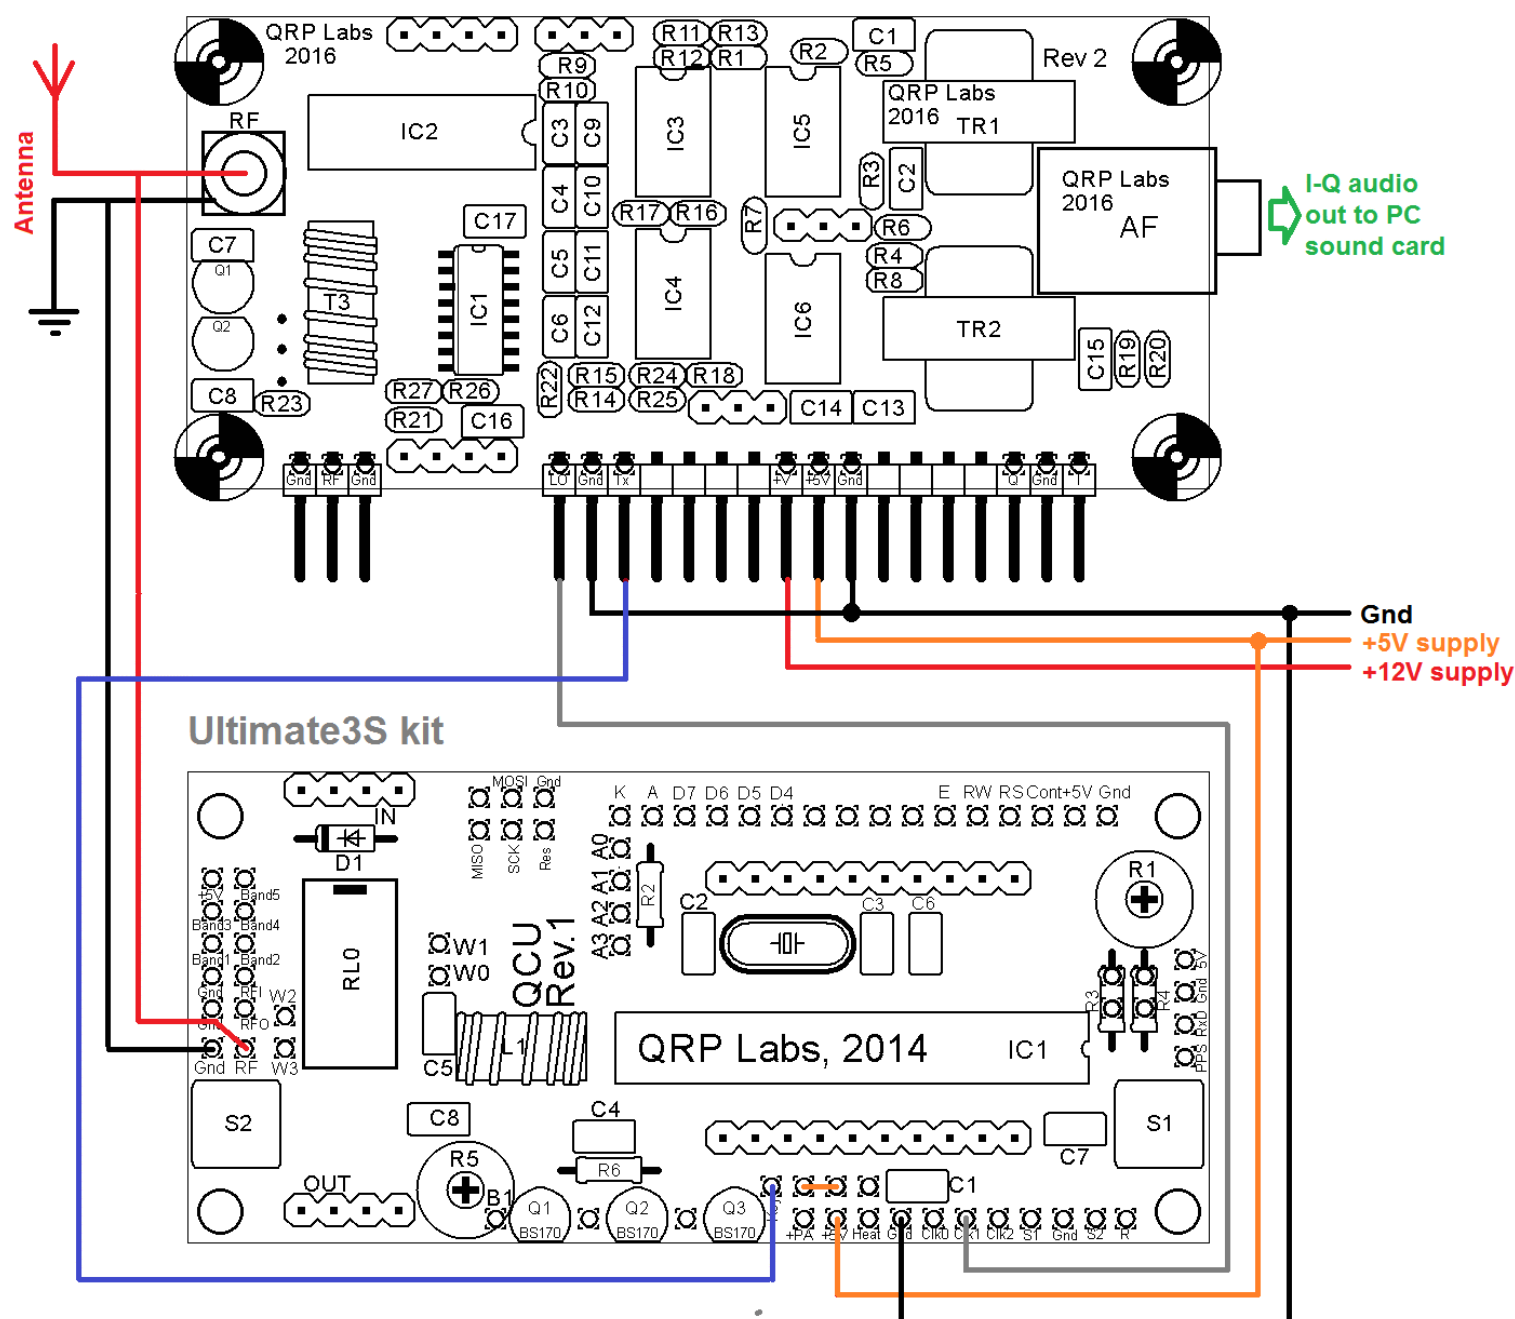 QRP Labs
2016
R11 R13
R12 R1
R2
C1
R5
Rev 2
R9
R10
QRP Labs
2016
TR1
RF
IC2
C3
C9
IC3
IC5
Antenna
R3
C2
QRP Labs
2016
AF
I-Q audio
out to PC
sound card
C4
C10
C17
R17 R16
R7
R6
C7
Q1
T3
IC1
C5
C11
IC4
R4
R8
IC6
Q2
C6
C12
TR2
C15
R19
R20
C8
R23
R27 R26
R21
C16
R22
R15
R14
R24
R25
R18
C14 C13
Gnd RF Gnd
LO Gnd Tx
+V +5V Gnd
Q Gnd I
Gnd
+5V supply
+12V supply
Ultimate3S kit
MOSI Gnd
IN
K A D7 D6 D5 D4
E RW RS Cont +5V Gnd
MISO
SCK
Res
D1
A0
A1
A2
A3
R2
R1
+5V Band5
Band3 Band4
Band1 Band2
Gnd RFI
Gnd RFO
Gnd RF
W2
W3
RL0
W1
W0
QCU
Rev.1
C2
C3
C6
5V
Gnd
RxD
PPS
R3
R4
C5
L1
QRP Labs, 2014
IC1
S2
C8
C4
R6
R5
C7
S1
OUT
B1
Q1
BS170
Q2
BS170
Q3
BS170
Key
C1
+PA +5V Heat Gnd Clk0 Clk1 Clk2 S1 Gnd S2 R